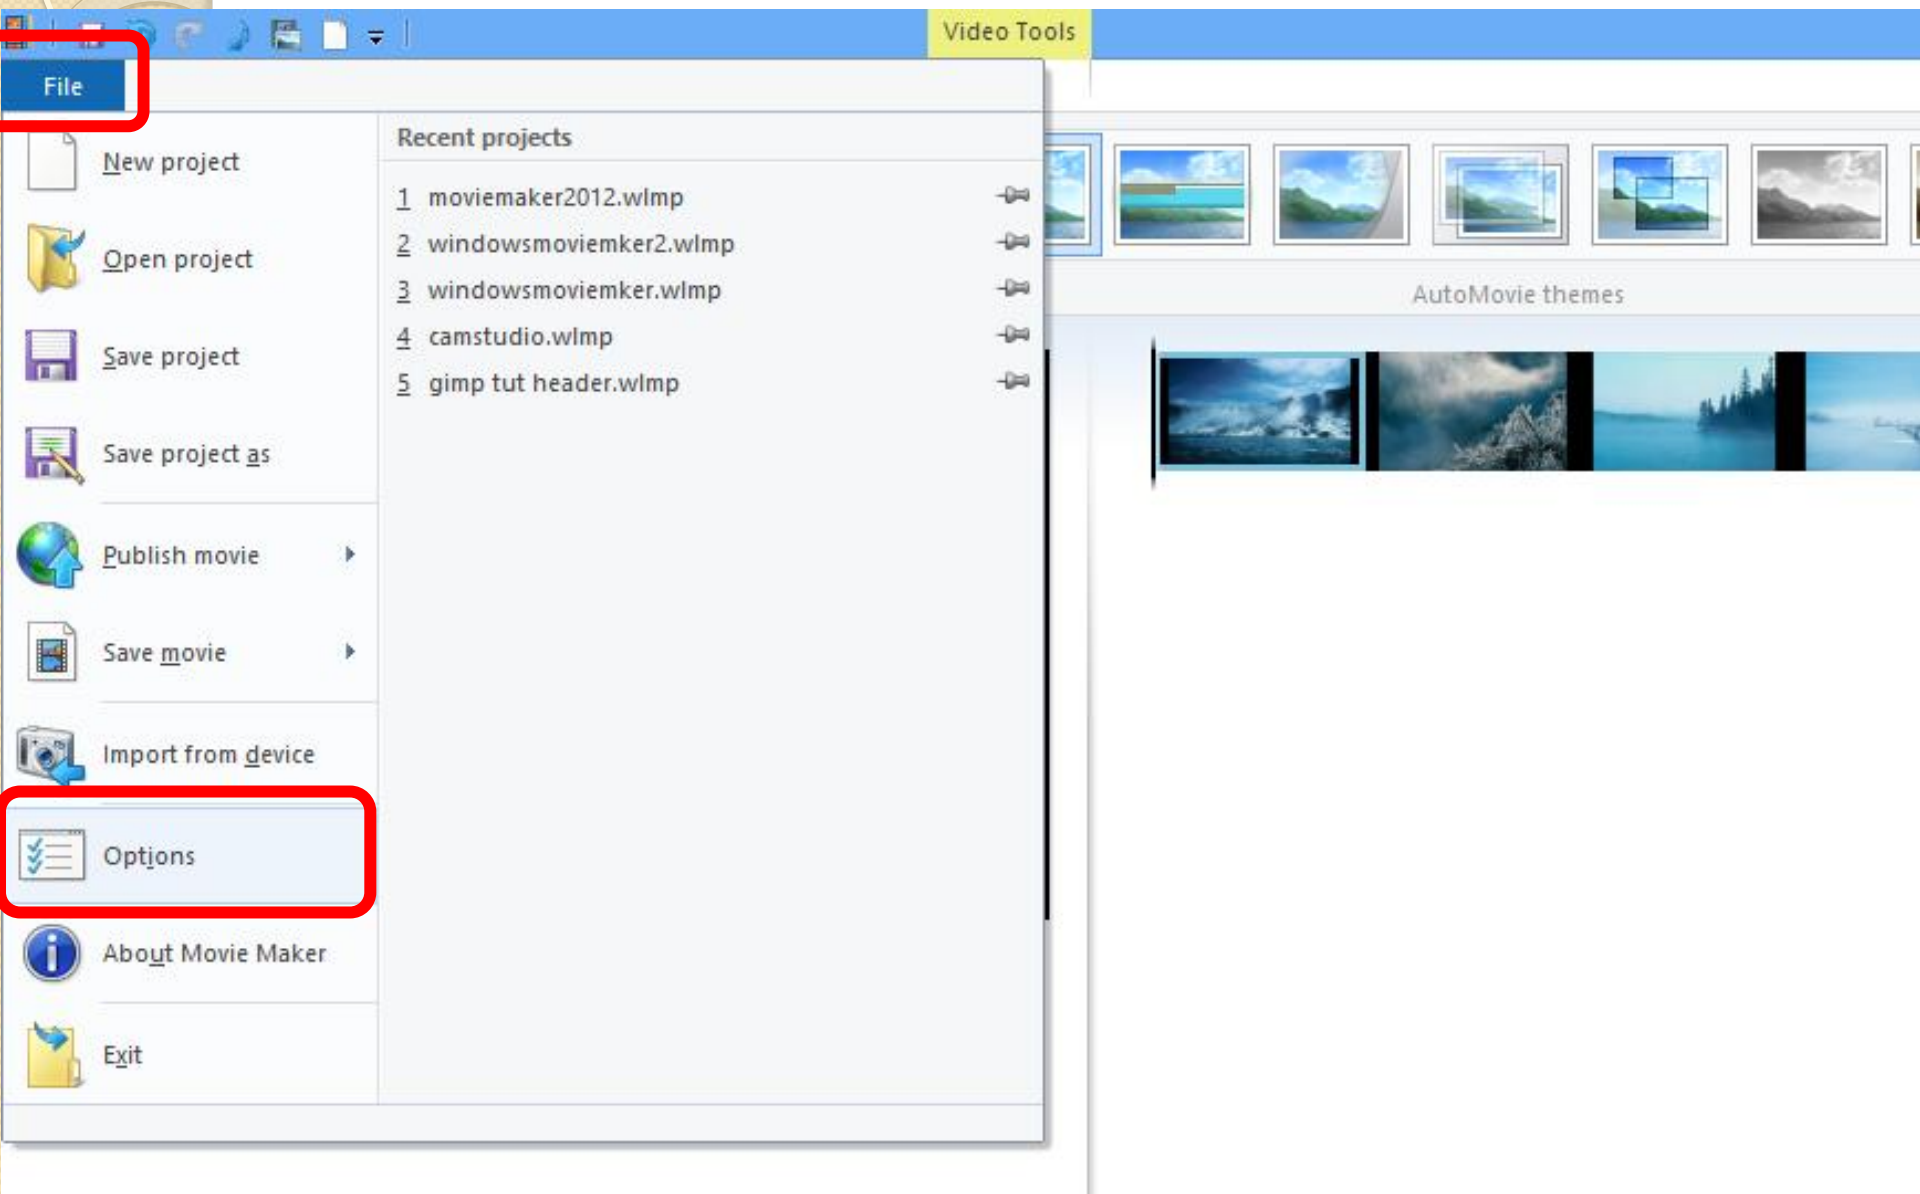 Video Tools
File
Recent projects
New project
1 moviemaker2012.wlmp
2 windowsmoviemker2.wlmp
Open project
3 windowsmoviemker.wlmp
AutoMovie themes
4 camstudio.wlmp
Save project
5 gimp tut header.wlmp
Save project as
Publish movie
Save movie
Import from device
Options
About Movie Maker
Exit